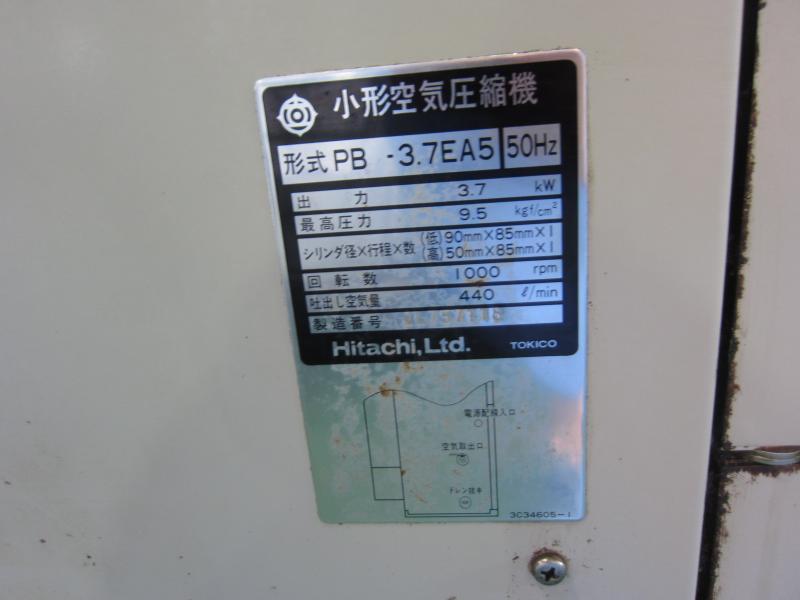 小形空気圧縮機
形式 PB -3.7EA5 50Hz
出力 3.7 kW
最高圧力 9.5 kgf/cm²
シリンダ径×行程×数 (低)90mm×85mm×1
(高)50mm×85mm×1
回転数 1000 rpm
吐出し空気量 440 ℓ/min
製造番号
Hitachi, Ltd. TOKICO
電源配線入口
空気取出口
ドレン抜き
3C34605-1